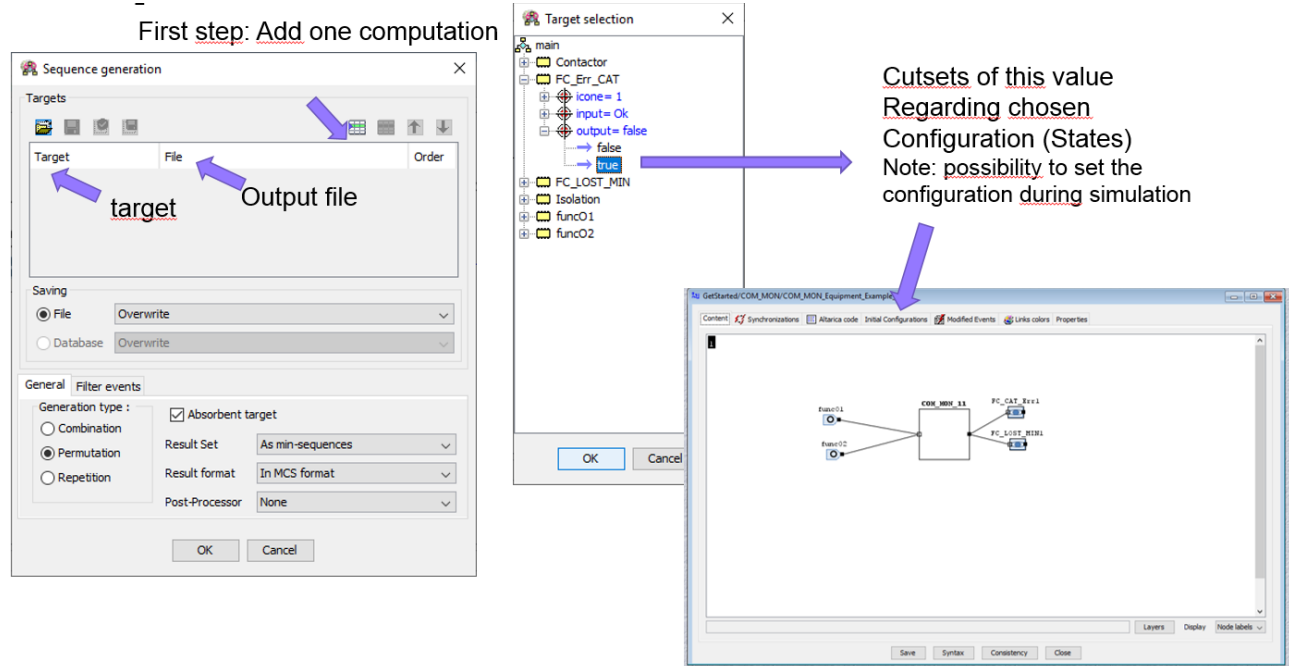 First step: Add one computation
Sequence generation
Targets
Target File Order
target
Output file
Saving
File Overwrite
Database Overwrite
General Filter events
Generation type :
Combination
Permutation
Repetition
Absorbent target
Result Set As min-sequences
Result format In MCS format
Post-Processor None
OK Cancel
Target selection
main
Contactor
FC_Err_CAT
icone= 1
input= Ok
output= false
false
true
FC_LOST_MIN
Isolation
funcO1
funcO2
OK Cancel
Cutsets of this value
Regarding chosen
Configuration (States)
Note: possibility to set the
configuration during simulation
GetStarted/COM_MON/COM_MON_Equipment_Example
Content Synchronizations Altarica code Initial Configurations Modified Events Links colors Properties
i
func01
func02
COM_MON_11
FC_CAT_Err1
FC_LOST_MIN1
Layers Display Node labels
Save Syntax Consistency Close